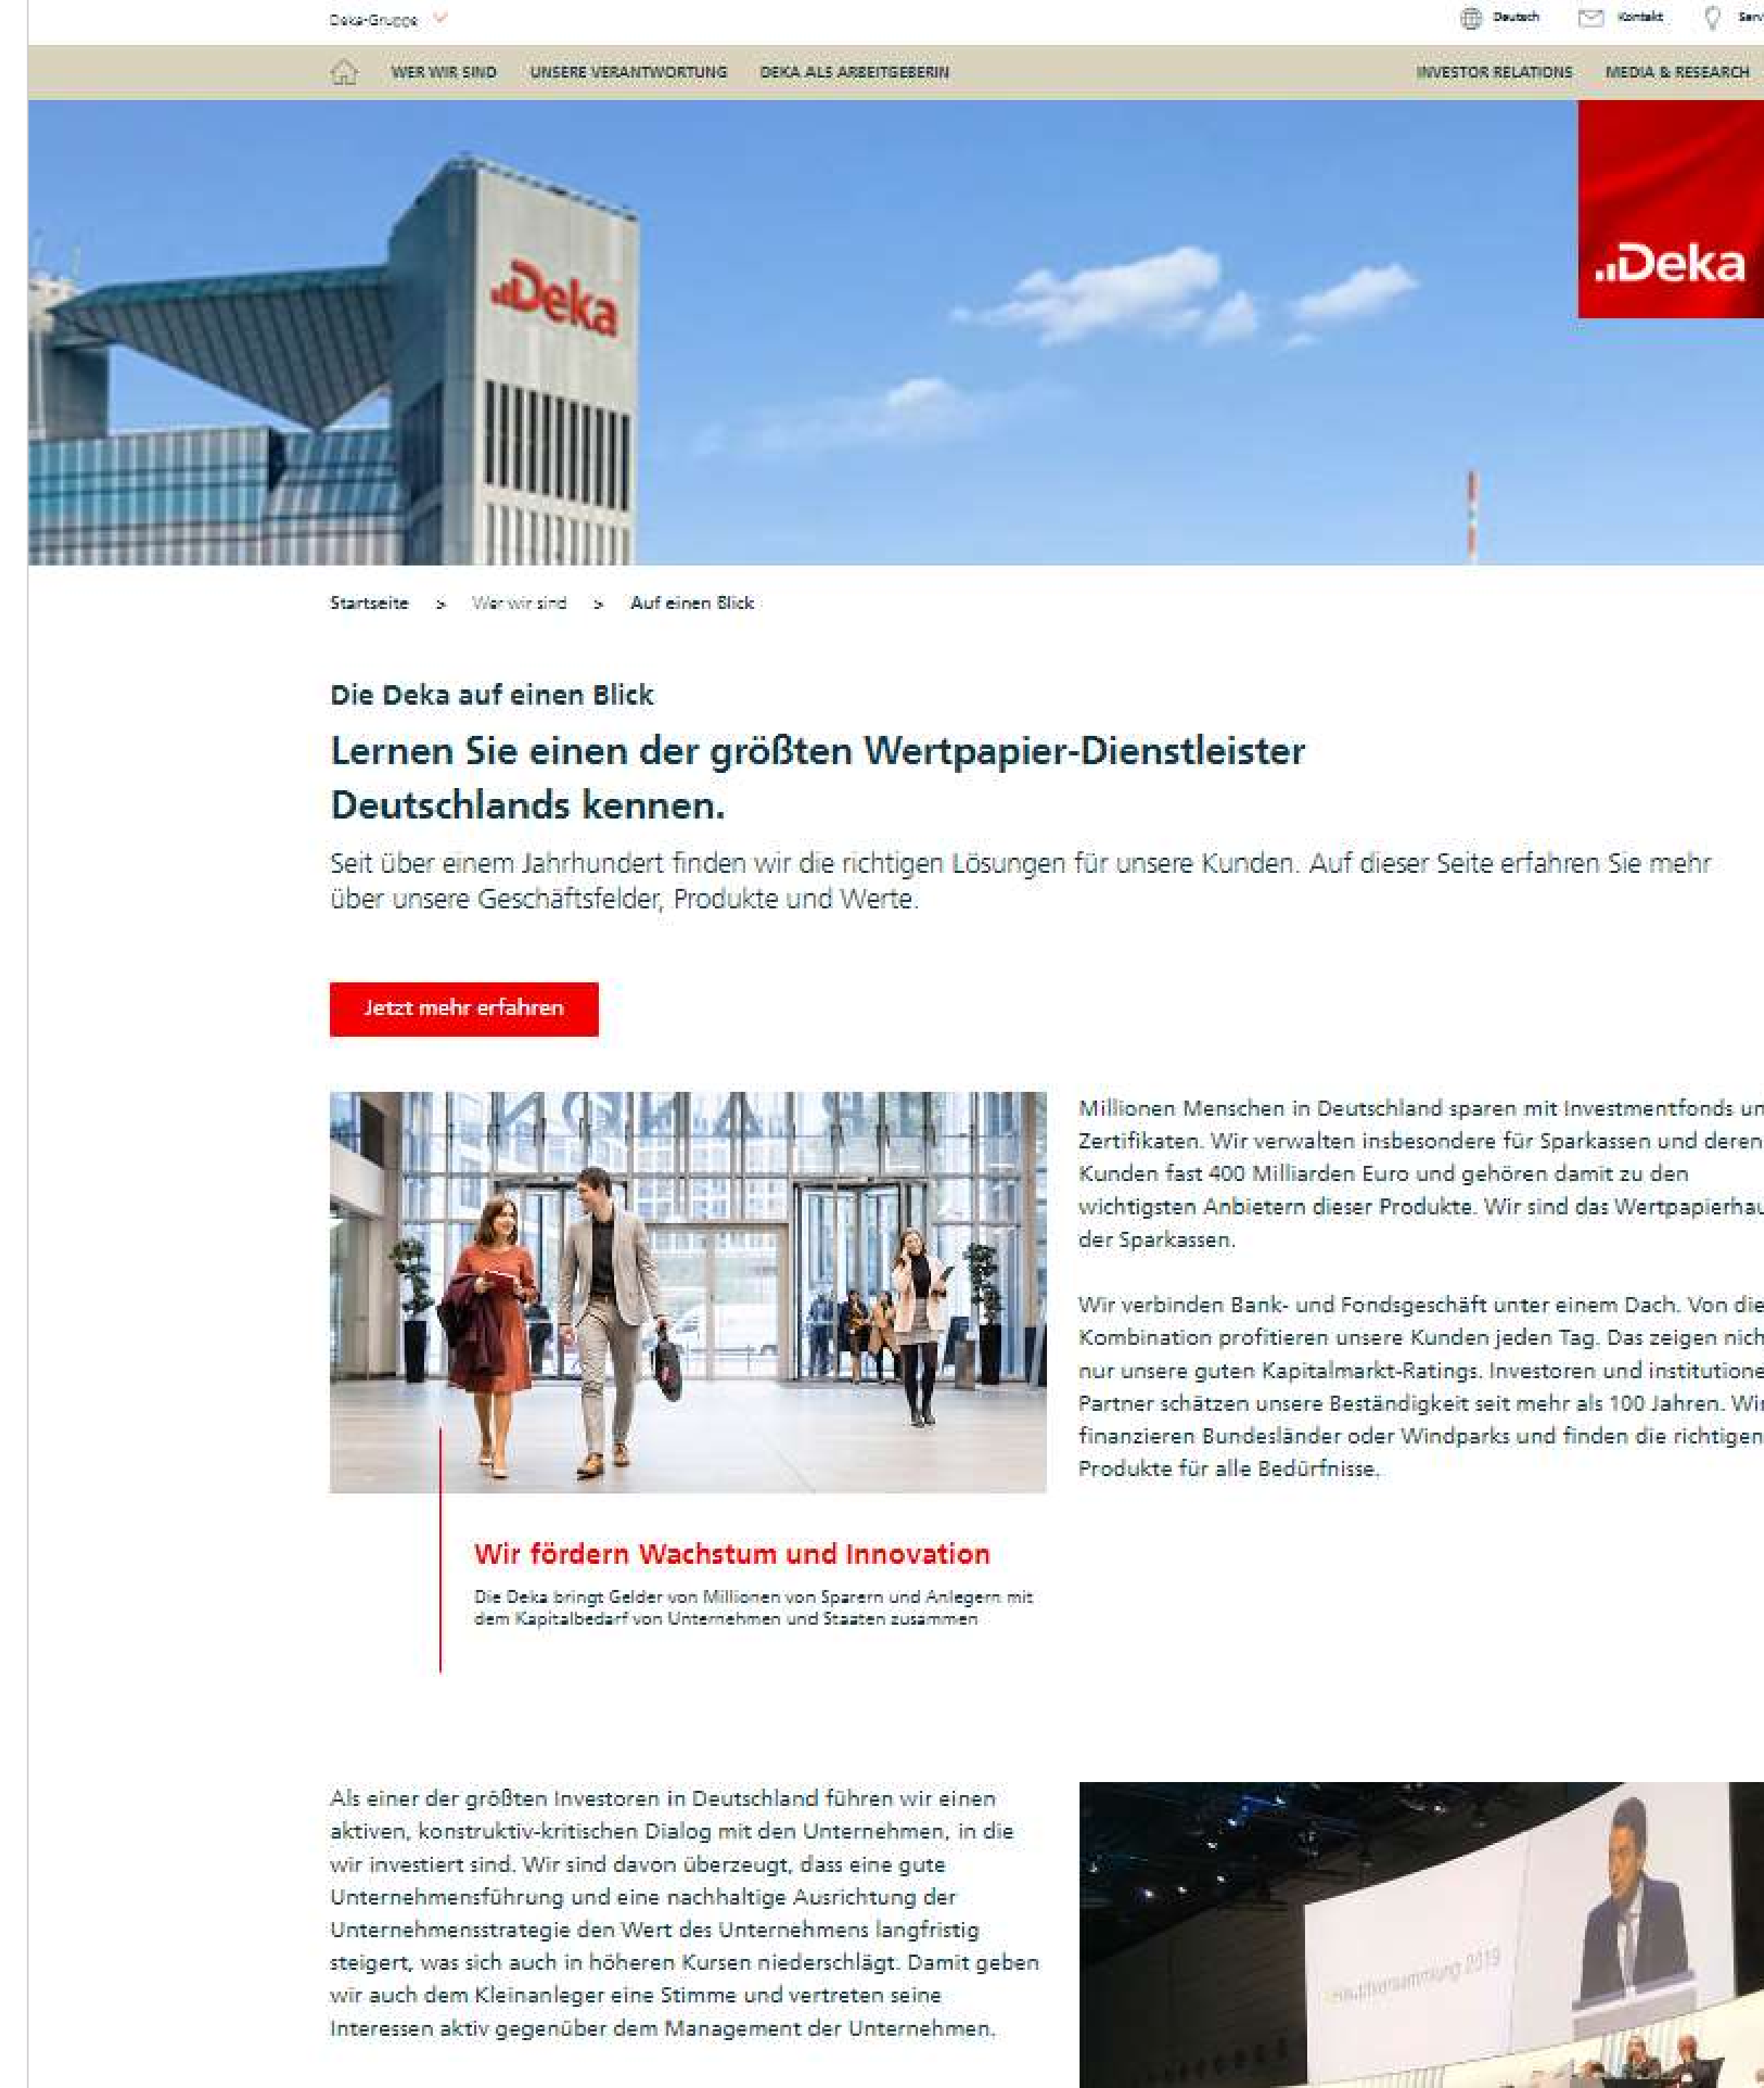 Deka-Gruppe
Deutsch Kontakt
WER WIR SIND UNSERE VERANTWORTUNG DEKA ALS ARBEITGEBERIN INVESTOR RELATIONS MEDIA & RESEARCH
Deka
Deka
Startseite > Wer wir sind > Auf einen Blick
Die Deka auf einen Blick
Lernen Sie einen der größten Wertpapier-Dienstleister
Deutschlands kennen.
Seit über einem Jahrhundert finden wir die richtigen Lösungen für unsere Kunden. Auf dieser Seite erfahren Sie mehr
über unsere Geschäftsfelder, Produkte und Werte.
Jetzt mehr erfahren
Millionen Menschen in Deutschland sparen mit Investmentfonds un
Zertifikaten. Wir verwalten insbesondere für Sparkassen und deren
Kunden fast 400 Milliarden Euro und gehören damit zu den
wichtigsten Anbietern dieser Produkte. Wir sind das Wertpapierhau
der Sparkassen.
Wir verbinden Bank- und Fondsgeschäft unter einem Dach. Von die
Kombination profitieren unsere Kunden jeden Tag. Das zeigen nich
nur unsere guten Kapitalmarkt-Ratings. Investoren und institutione
Partner schätzen unsere Beständigkeit seit mehr als 100 Jahren. Wir
finanzieren Bundesländer oder Windparks und finden die richtigen
Produkte für alle Bedürfnisse.
Wir fördern Wachstum und Innovation
Die Deka bringt Gelder von Millionen von Sparern und Anlegern mit
dem Kapitalbedarf von Unternehmen und Staaten zusammen
Als einer der größten Investoren in Deutschland führen wir einen
aktiven, konstruktiv-kritischen Dialog mit den Unternehmen, in die
wir investiert sind. Wir sind davon überzeugt, dass eine gute
Unternehmensführung und eine nachhaltige Ausrichtung der
Unternehmensstrategie den Wert des Unternehmens langfristig
steigert, was sich auch in höheren Kursen niederschlägt. Damit geben
wir auch dem Kleinanleger eine Stimme und vertreten seine
Interessen aktiv gegenüber dem Management der Unternehmen.
Hauptversammlung 2019